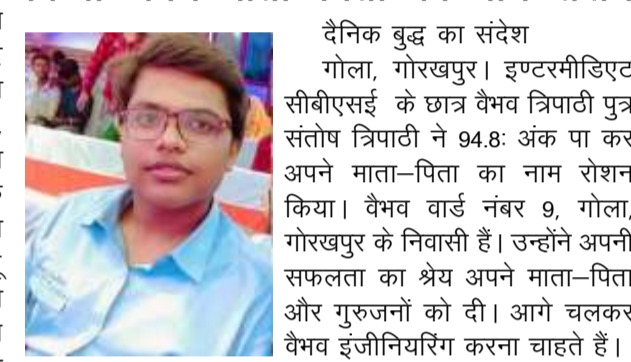 दैनिक बुद्ध का संदेश
गोला, गोरखपुर। इण्टरमीडिएट
सीबीएसई के छात्र वैभव त्रिपाठी पुत्र
संतोष त्रिपाठी ने 94.8: अंक पा कर
अपने माता–पिता का नाम रोशन
किया। वैभव वार्ड नंबर 9, गोला,
गोरखपुर के निवासी हैं। उन्होंने अपनी
सफलता का श्रेय अपने माता–पिता
और गुरुजनों को दी। आगे चलकर
वैभव इंजीनियरिंग करना चाहते हैं।